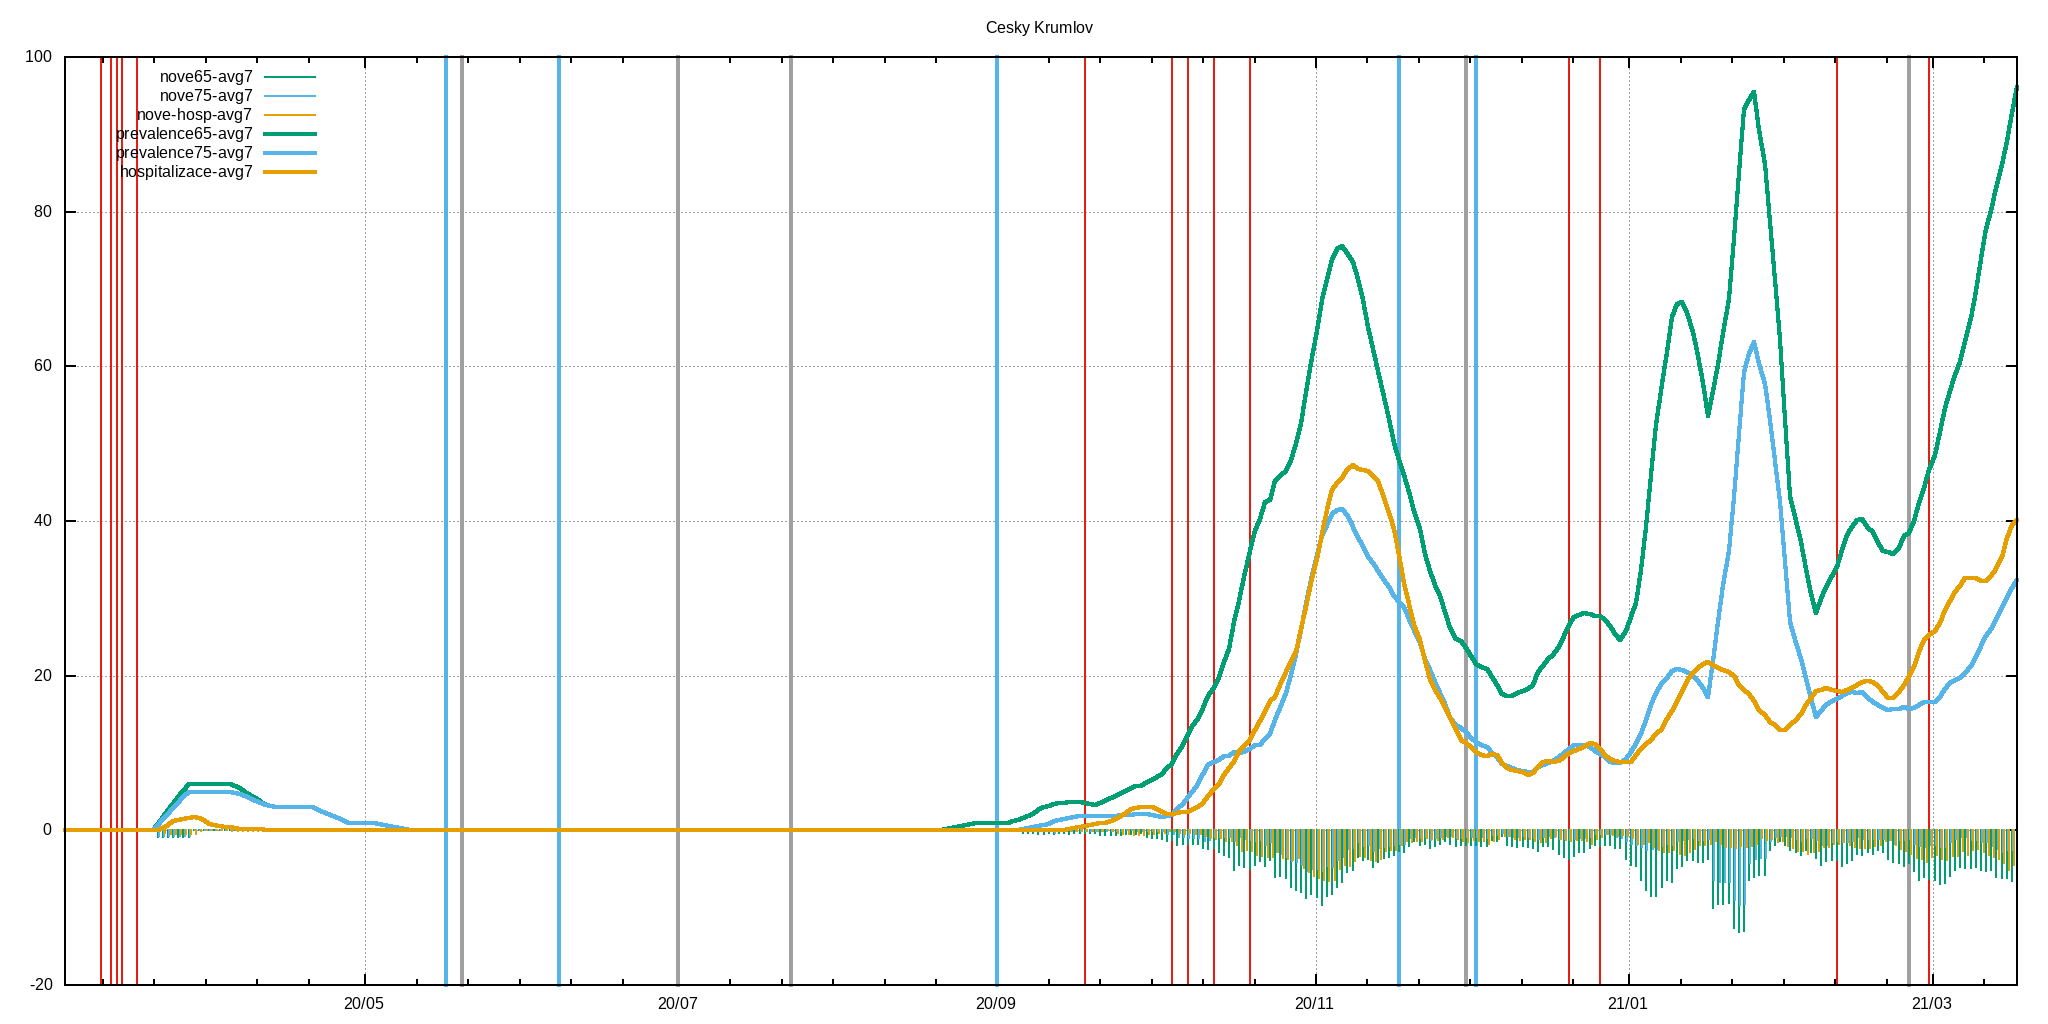 Cesky Krumlov
100
80
60
40
20
0
-20
nove65-avg7
nove75-avg7
nove-hosp-avg7
prevalence65-avg7
prevalence75-avg7
hospitalizace-avg7
20/05 20/07 20/09 20/11 21/01 21/03